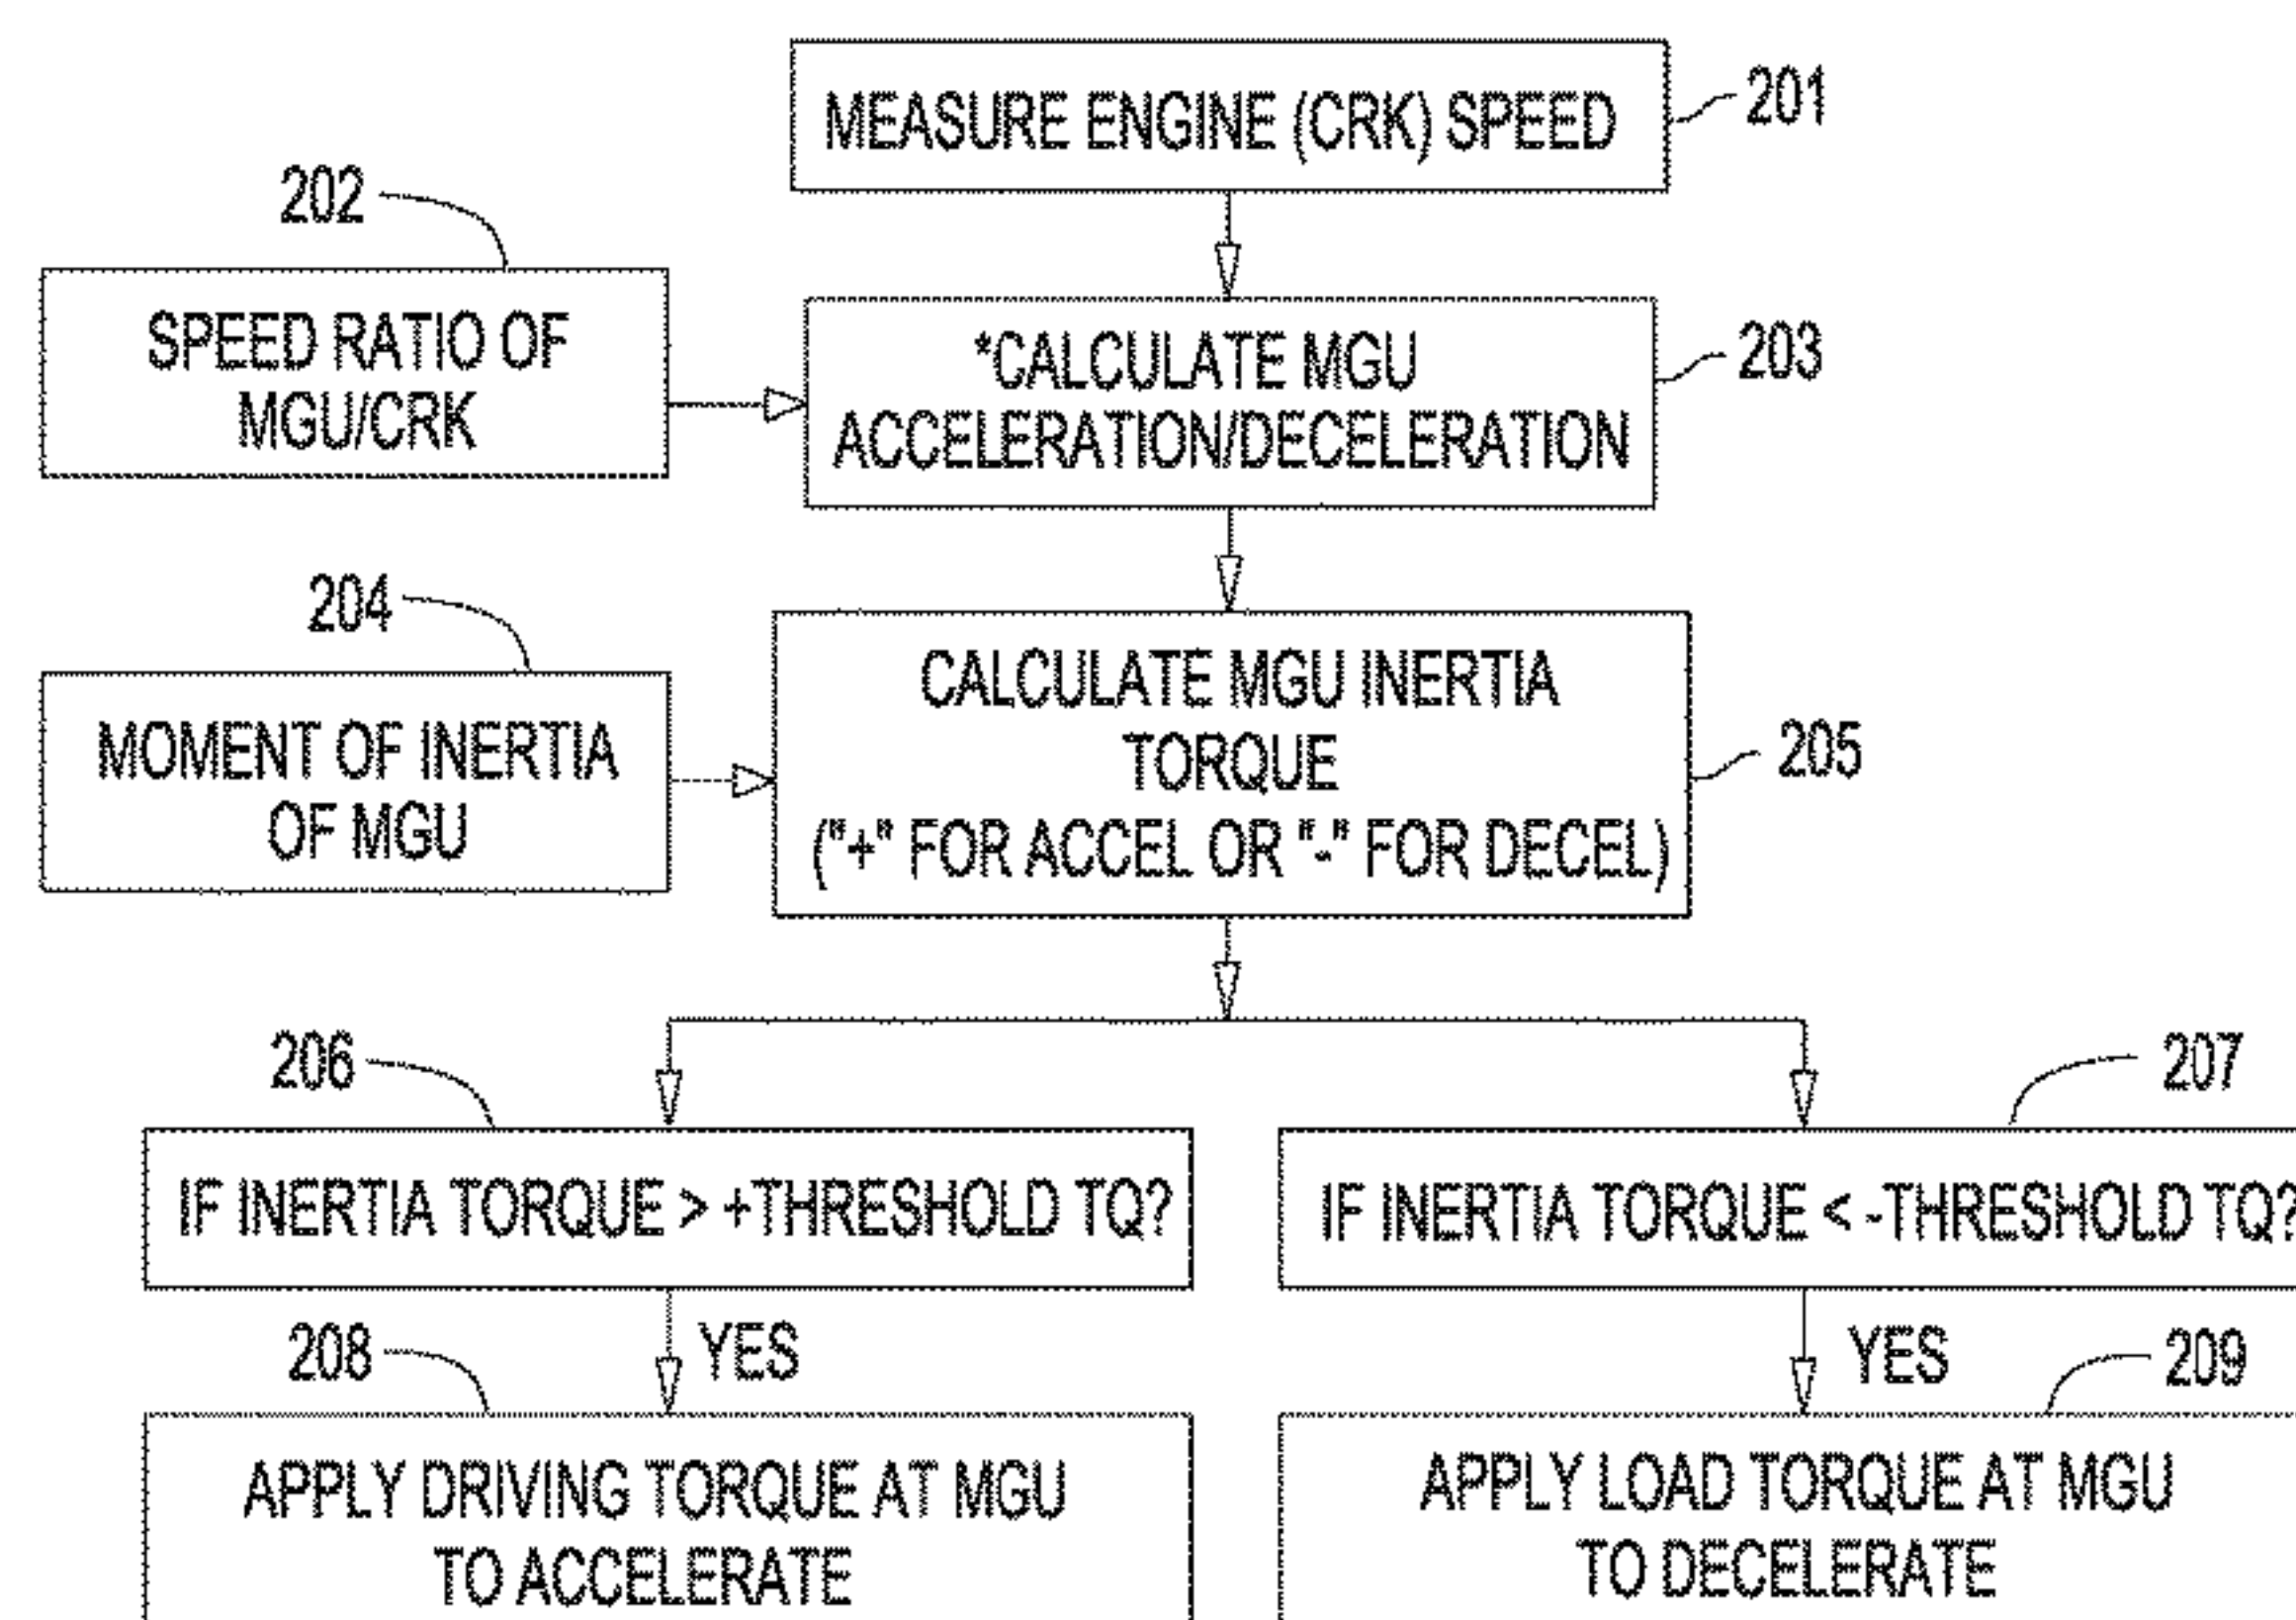 MEASURE ENGINE (CRK) SPEED
201
202
SPEED RATIO OF
MGU/CRK
*CALCULATE MGU
ACCELERATION/DECELERATION
203
204
MOMENT OF INERTIA
OF MGU
CALCULATE MGU INERTIA
TORQUE
("+" FOR ACCEL OR "-" FOR DECEL)
205
206
IF INERTIA TORQUE > +THRESHOLD TQ?
207
IF INERTIA TORQUE < -THRESHOLD TQ?
YES
YES
208
APPLY DRIVING TORQUE AT MGU
TO ACCELERATE
209
APPLY LOAD TORQUE AT MGU
TO DECELERATE